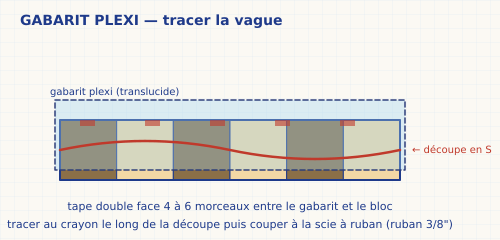 GABARIT PLEXI — tracer la vague
gabarit plexi (translucide)
← découpe en S
tape double face 4 à 6 morceaux entre le gabarit et le bloc
tracer au crayon le long de la découpe puis couper à la scie à ruban (ruban 3/8")